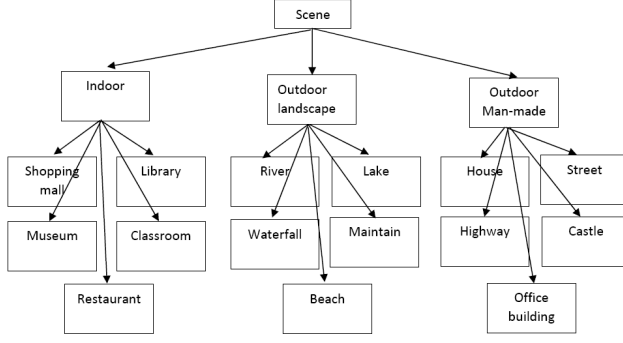 Scene
Indoor
Outdoor
landscape
Outdoor
Man-made
Shopping
mall
Library
River
Lake
House
Street
Museum
Classroom
Waterfall
Maintain
Highway
Castle
Restaurant
Beach
Office
building